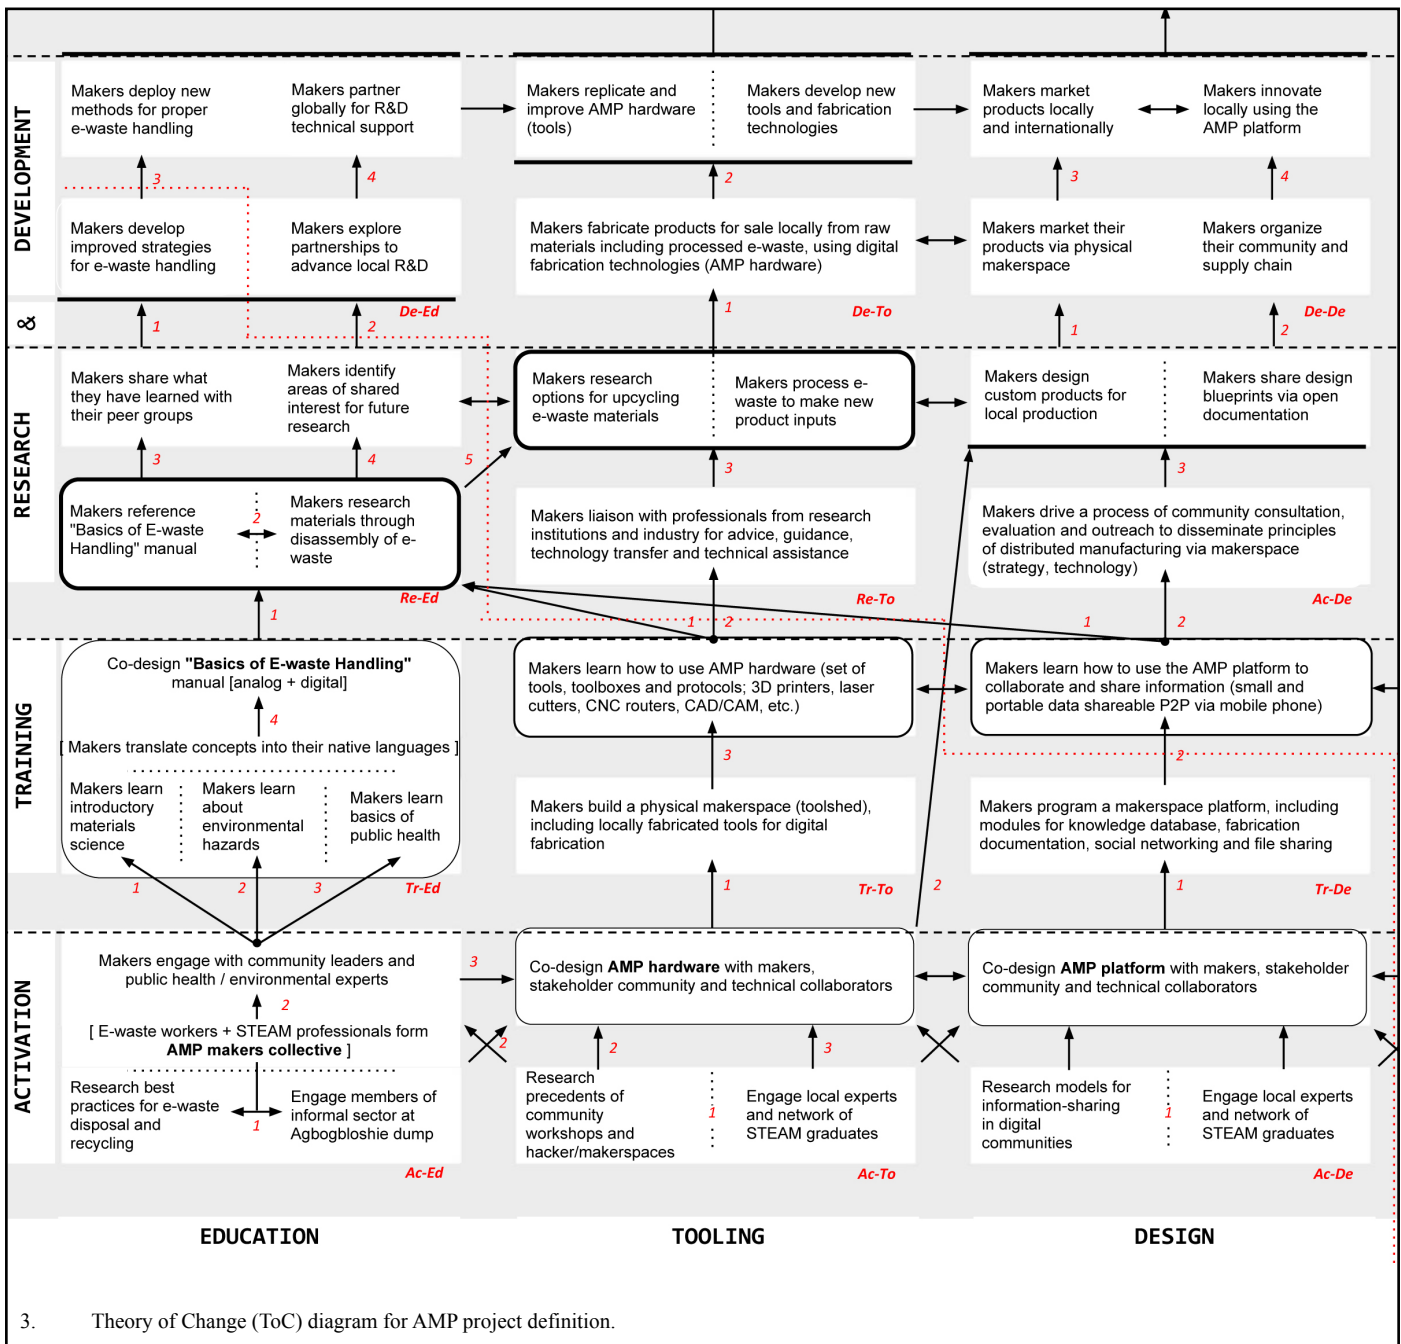 DEVELOPMENT
Makers deploy new
methods for proper
e-waste handling
Makers partner
globally for R&D
technical support
Makers replicate and
improve AMP hardware
(tools)
Makers develop new
tools and fabrication
technologies
Makers market
products locally
and internationally
Makers innovate
locally using the
AMP platform
3
4
2
3
4
Makers develop
improved strategies
for e-waste handling
Makers explore
partnerships to
advance local R&D
Makers fabricate products for sale locally from raw
materials including processed e-waste, using digital
fabrication technologies (AMP hardware)
Makers market their
products via physical
makerspace
Makers organize
their community and
supply chain
De-Ed
De-To
De-De
&
1
2
1
1
2
RESEARCH
Makers share what
they have learned with
their peer groups
Makers identify
areas of shared
interest for future
research
Makers research
options for upcycling
e-waste materials
Makers process e-
waste to make new
product inputs
Makers design
custom products for
local production
Makers share design
blueprints via open
documentation
3
4
5
3
3
Makers reference
"Basics of E-waste
Handling" manual
2
Makers research
materials through
disassembly of e-
waste
Makers liaison with professionals from research
institutions and industry for advice, guidance,
technology transfer and technical assistance
Makers drive a process of community consultation,
evaluation and outreach to disseminate principles
of distributed manufacturing via makerspace
(strategy, technology)
Re-Ed
Re-To
Ac-De
1
1
2
1
2
TRAINING
Co-design "Basics of E-waste Handling"
manual [analog + digital]
4
[ Makers translate concepts into their native languages ]
Makers learn
introductory
materials
science
Makers learn
about
environmental
hazards
Makers learn
basics of
public health
Makers learn how to use AMP hardware (set of
tools, toolboxes and protocols; 3D printers, laser
cutters, CNC routers, CAD/CAM, etc.)
Makers learn how to use the AMP platform to
collaborate and share information (small and
portable data shareable P2P via mobile phone)
3
2
Makers build a physical makerspace (toolshed),
including locally fabricated tools for digital
fabrication
Makers program a makerspace platform, including
modules for knowledge database, fabrication
documentation, social networking and file sharing
1
2
3
Tr-Ed
1
Tr-To
2
1
Tr-De
ACTIVATION
Makers engage with community leaders and
public health / environmental experts
3
2
[ E-waste workers + STEAM professionals form
AMP makers collective ]
Research best
practices for e-waste
disposal and
recycling
1
Engage members of
informal sector at
Agbogbloshie dump
Ac-Ed
Co-design AMP hardware with makers,
stakeholder community and technical collaborators
2
2
3
Research
precedents of
community
workshops and
hacker/makerspaces
1
Engage local experts
and network of
STEAM graduates
Ac-To
Co-design AMP platform with makers, stakeholder
community and technical collaborators
Research models for
information-sharing
in digital
communities
1
Engage local experts
and network of
STEAM graduates
Ac-De
EDUCATION
TOOLING
DESIGN
3. Theory of Change (ToC) diagram for AMP project definition.